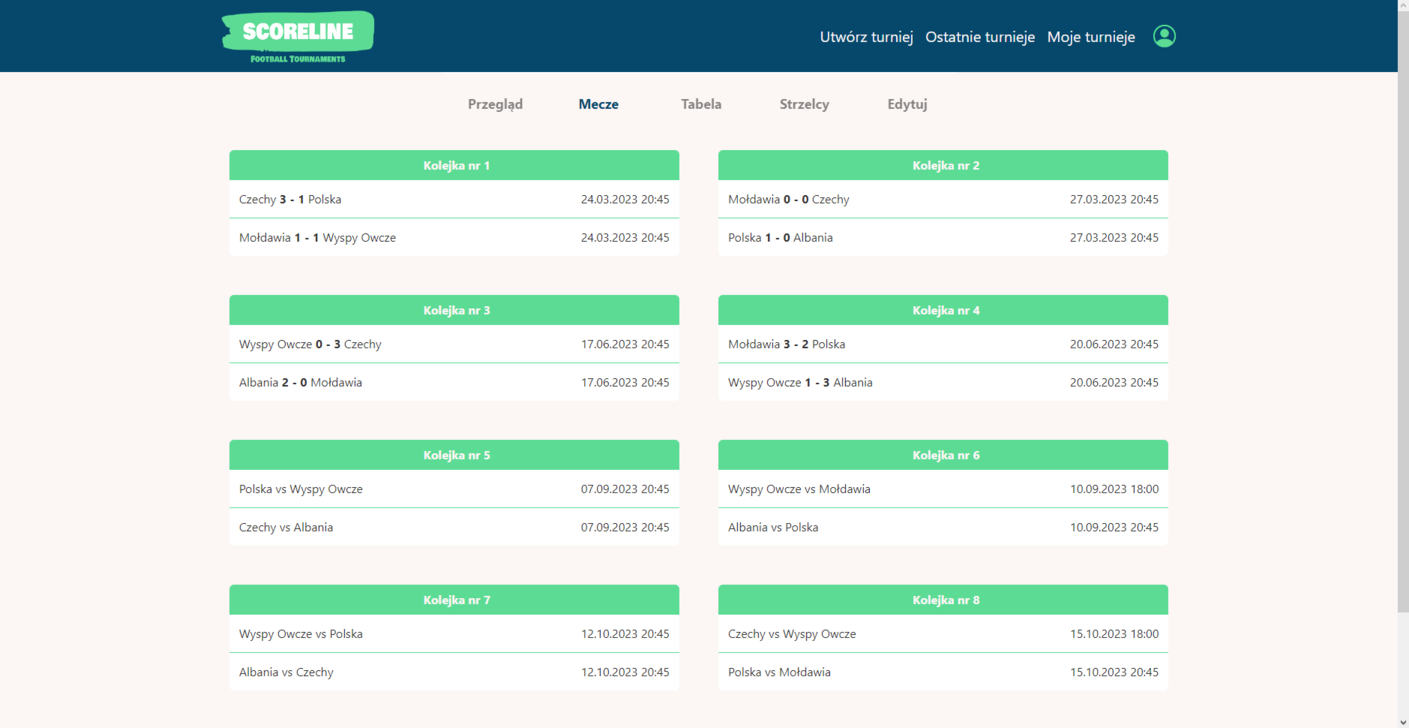 SCORELINE
Football Tournaments
Utwórz turniej Ostatnie turnieje Moje turnieje
Przegląd Mecze Tabela Strzelcy Edytuj
Kolejka nr 1
Czechy 3 - 1 Polska 24.03.2023 20:45
Mołdawia 1 - 1 Wyspy Owcze 24.03.2023 20:45
Kolejka nr 2
Mołdawia 0 - 0 Czechy 27.03.2023 20:45
Polska 1 - 0 Albania 27.03.2023 20:45
Kolejka nr 3
Wyspy Owcze 0 - 3 Czechy 17.06.2023 20:45
Albania 2 - 0 Mołdawia 17.06.2023 20:45
Kolejka nr 4
Mołdawia 3 - 2 Polska 20.06.2023 20:45
Wyspy Owcze 1 - 3 Albania 20.06.2023 20:45
Kolejka nr 5
Polska vs Wyspy Owcze 07.09.2023 20:45
Czechy vs Albania 07.09.2023 20:45
Kolejka nr 6
Wyspy Owcze vs Mołdawia 10.09.2023 18:00
Albania vs Polska 10.09.2023 20:45
Kolejka nr 7
Wyspy Owcze vs Polska 12.10.2023 20:45
Albania vs Czechy 12.10.2023 20:45
Kolejka nr 8
Czechy vs Wyspy Owcze 15.10.2023 18:00
Polska vs Mołdawia 15.10.2023 20:45